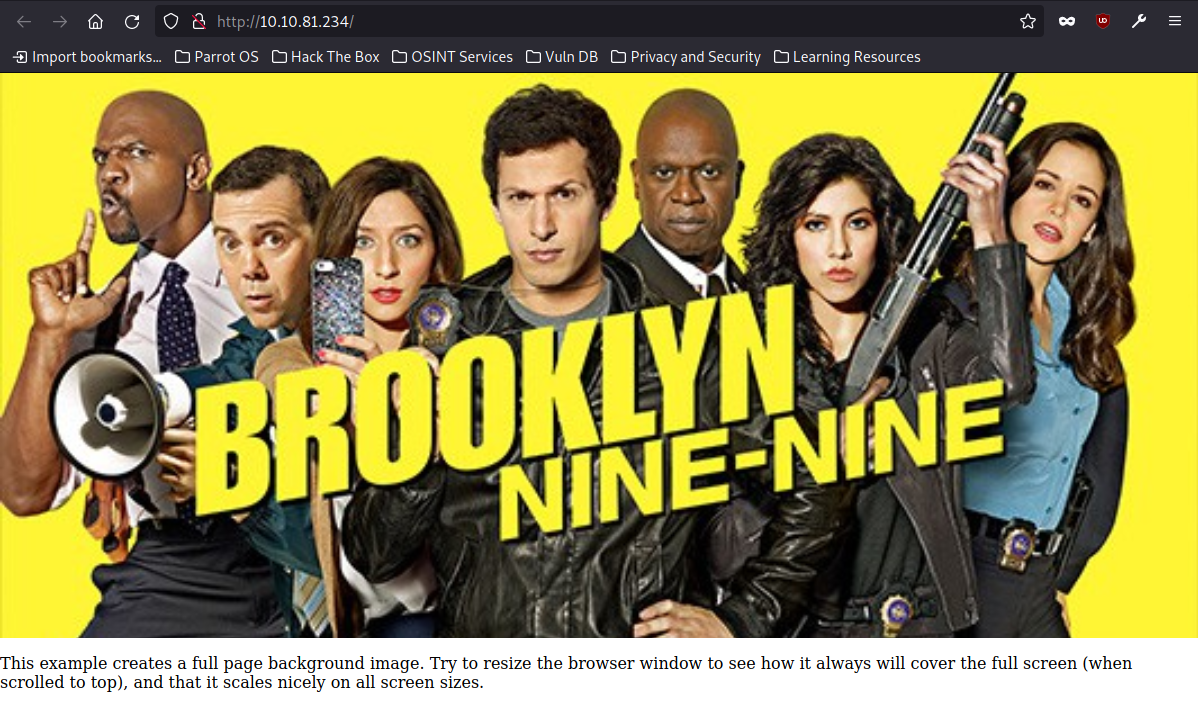 http://10.10.81.234/
Import bookmarks...
Parrot OS
Hack The Box
OSINT Services
Vuln DB
Privacy and Security
Learning Resources
BROOKLYN
NINE-NINE
This example creates a full page background image. Try to resize the browser window to see how it always will cover the full screen (when
scrolled to top), and that it scales nicely on all screen sizes.